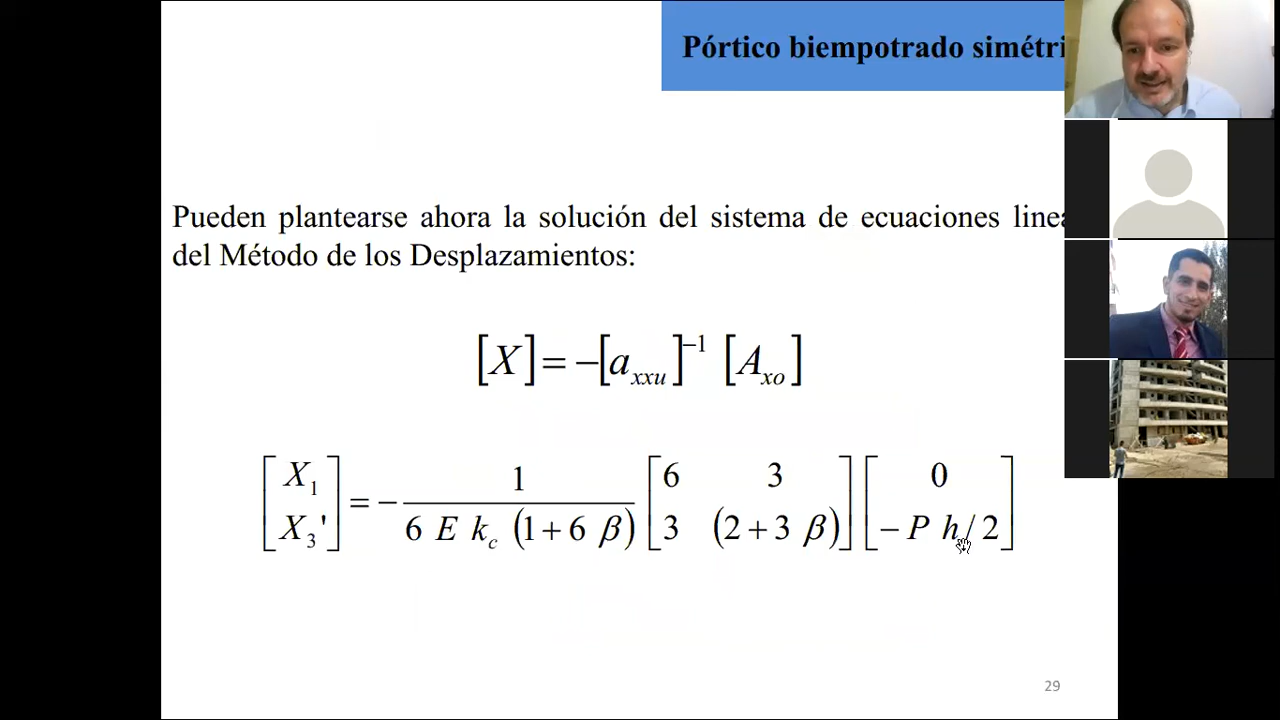 Pórtico biempotrado simétri
Pueden plantearse ahora la solución del sistema de ecuaciones linea
del Método de los Desplazamientos:
[X] = −[a_xxu]^−1 [A_xo]
[X_1; X_3'] = − 1 / (6 E k_c (1 + 6 β)) [6 3; 3 (2 + 3 β)] [0; − P h / 2]
29